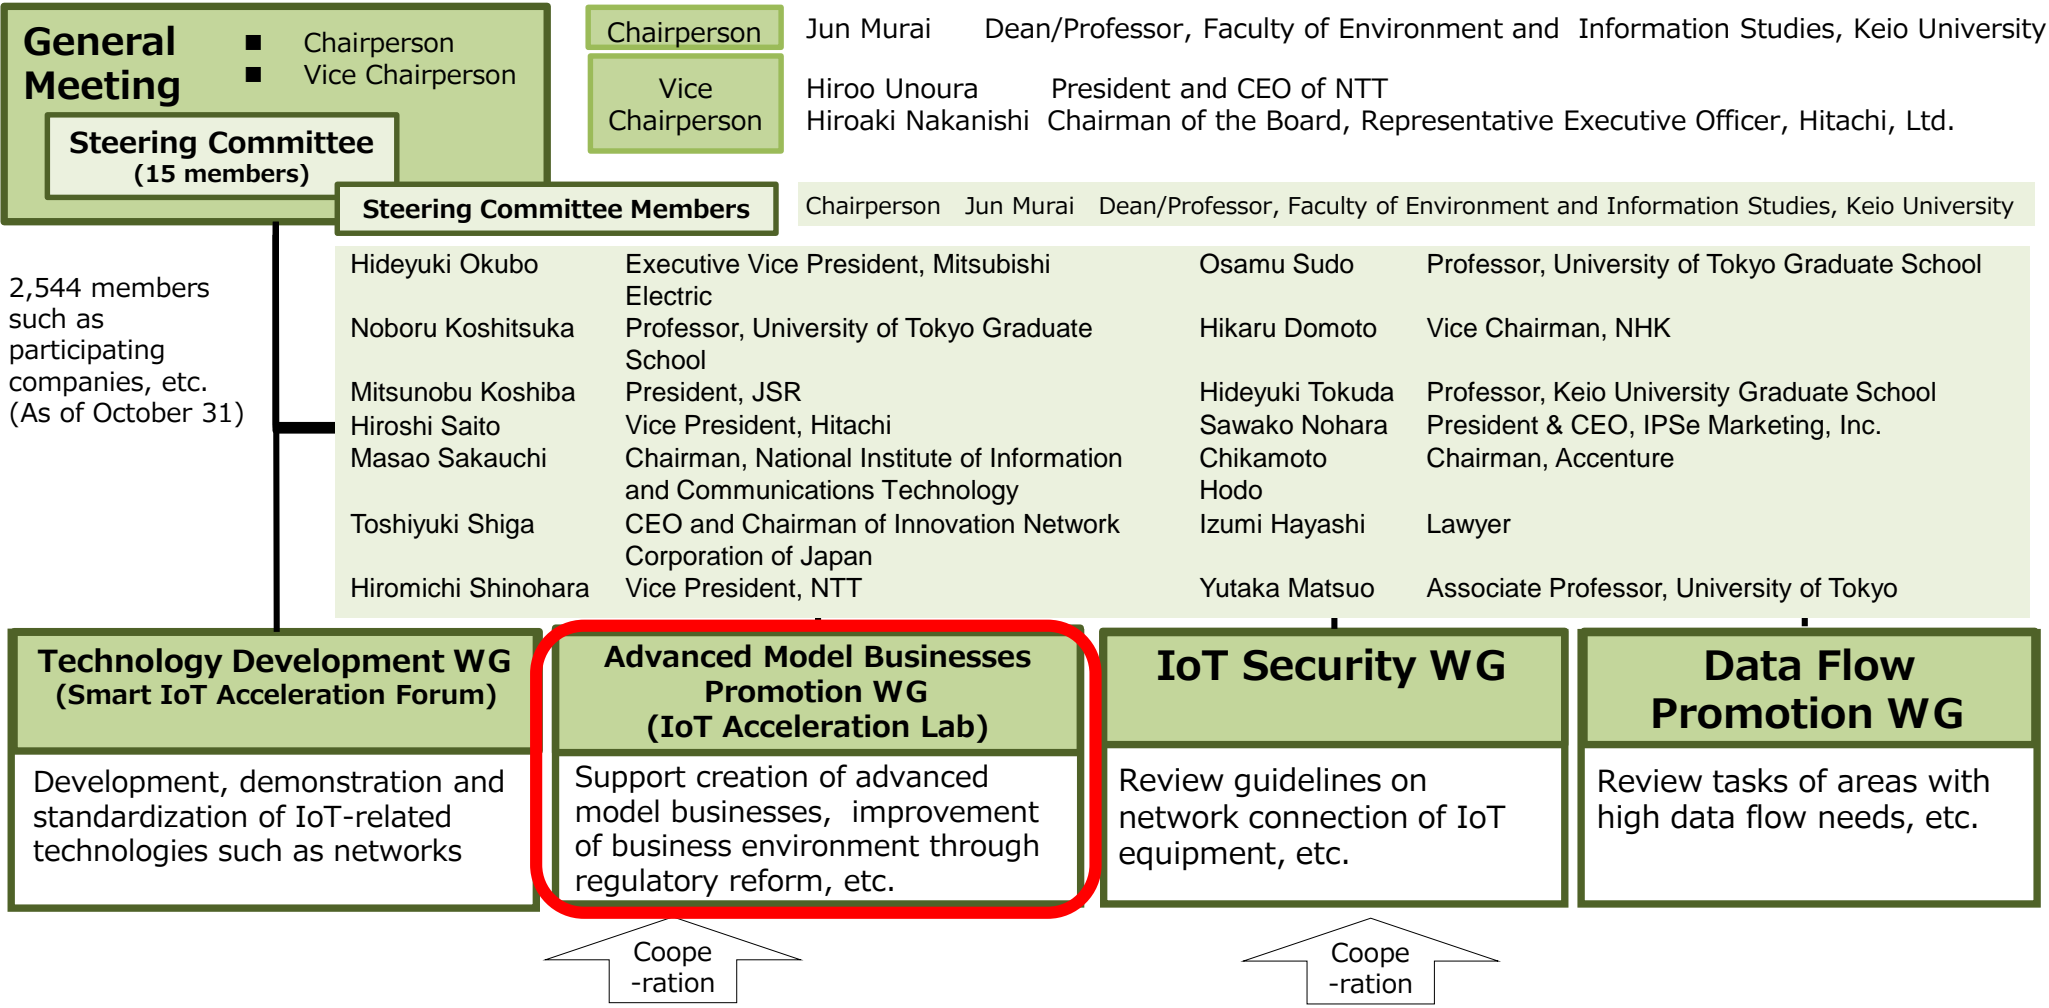 General Meeting
■ Chairperson
■ Vice Chairperson
Steering Committee
(15 members)
Chairperson
Jun Murai Dean/Professor, Faculty of Environment and Information Studies, Keio University
Vice
Chairperson
Hiroo Unoura President and CEO of NTT
Hiroaki Nakanishi Chairman of the Board, Representative Executive Officer, Hitachi, Ltd.
Steering Committee Members
Chairperson Jun Murai Dean/Professor, Faculty of Environment and Information Studies, Keio University
2,544 members
such as
participating
companies, etc.
(As of October 31)
Hideyuki Okubo Executive Vice President, Mitsubishi
Electric
Noboru Koshitsuka Professor, University of Tokyo Graduate
School
Mitsunobu Koshiba President, JSR
Hiroshi Saito Vice President, Hitachi
Masao Sakauchi Chairman, National Institute of Information
and Communications Technology
Toshiyuki Shiga CEO and Chairman of Innovation Network
Corporation of Japan
Hiromichi Shinohara Vice President, NTT
Osamu Sudo Professor, University of Tokyo Graduate School
Hikaru Domoto Vice Chairman, NHK
Hideyuki Tokuda Professor, Keio University Graduate School
Sawako Nohara President & CEO, IPSe Marketing, Inc.
Chikamoto Chairman, Accenture
Hodo
Izumi Hayashi Lawyer
Yutaka Matsuo Associate Professor, University of Tokyo
Technology Development WG
(Smart IoT Acceleration Forum)
Development, demonstration and
standardization of IoT-related
technologies such as networks
Advanced Model Businesses
Promotion WG
(IoT Acceleration Lab)
Support creation of advanced
model businesses, improvement
of business environment through
regulatory reform, etc.
IoT Security WG
Review guidelines on
network connection of IoT
equipment, etc.
Data Flow
Promotion WG
Review tasks of areas with
high data flow needs, etc.
Coope
-ration
Coope
-ration